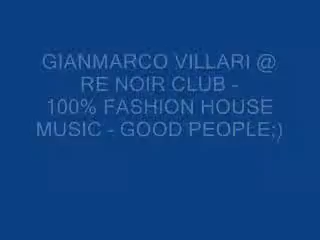 GIANMARCO VILLARI @
RE NOIR CLUB -
100% FASHION HOUSE
MUSIC - GOOD PEOPLE;)